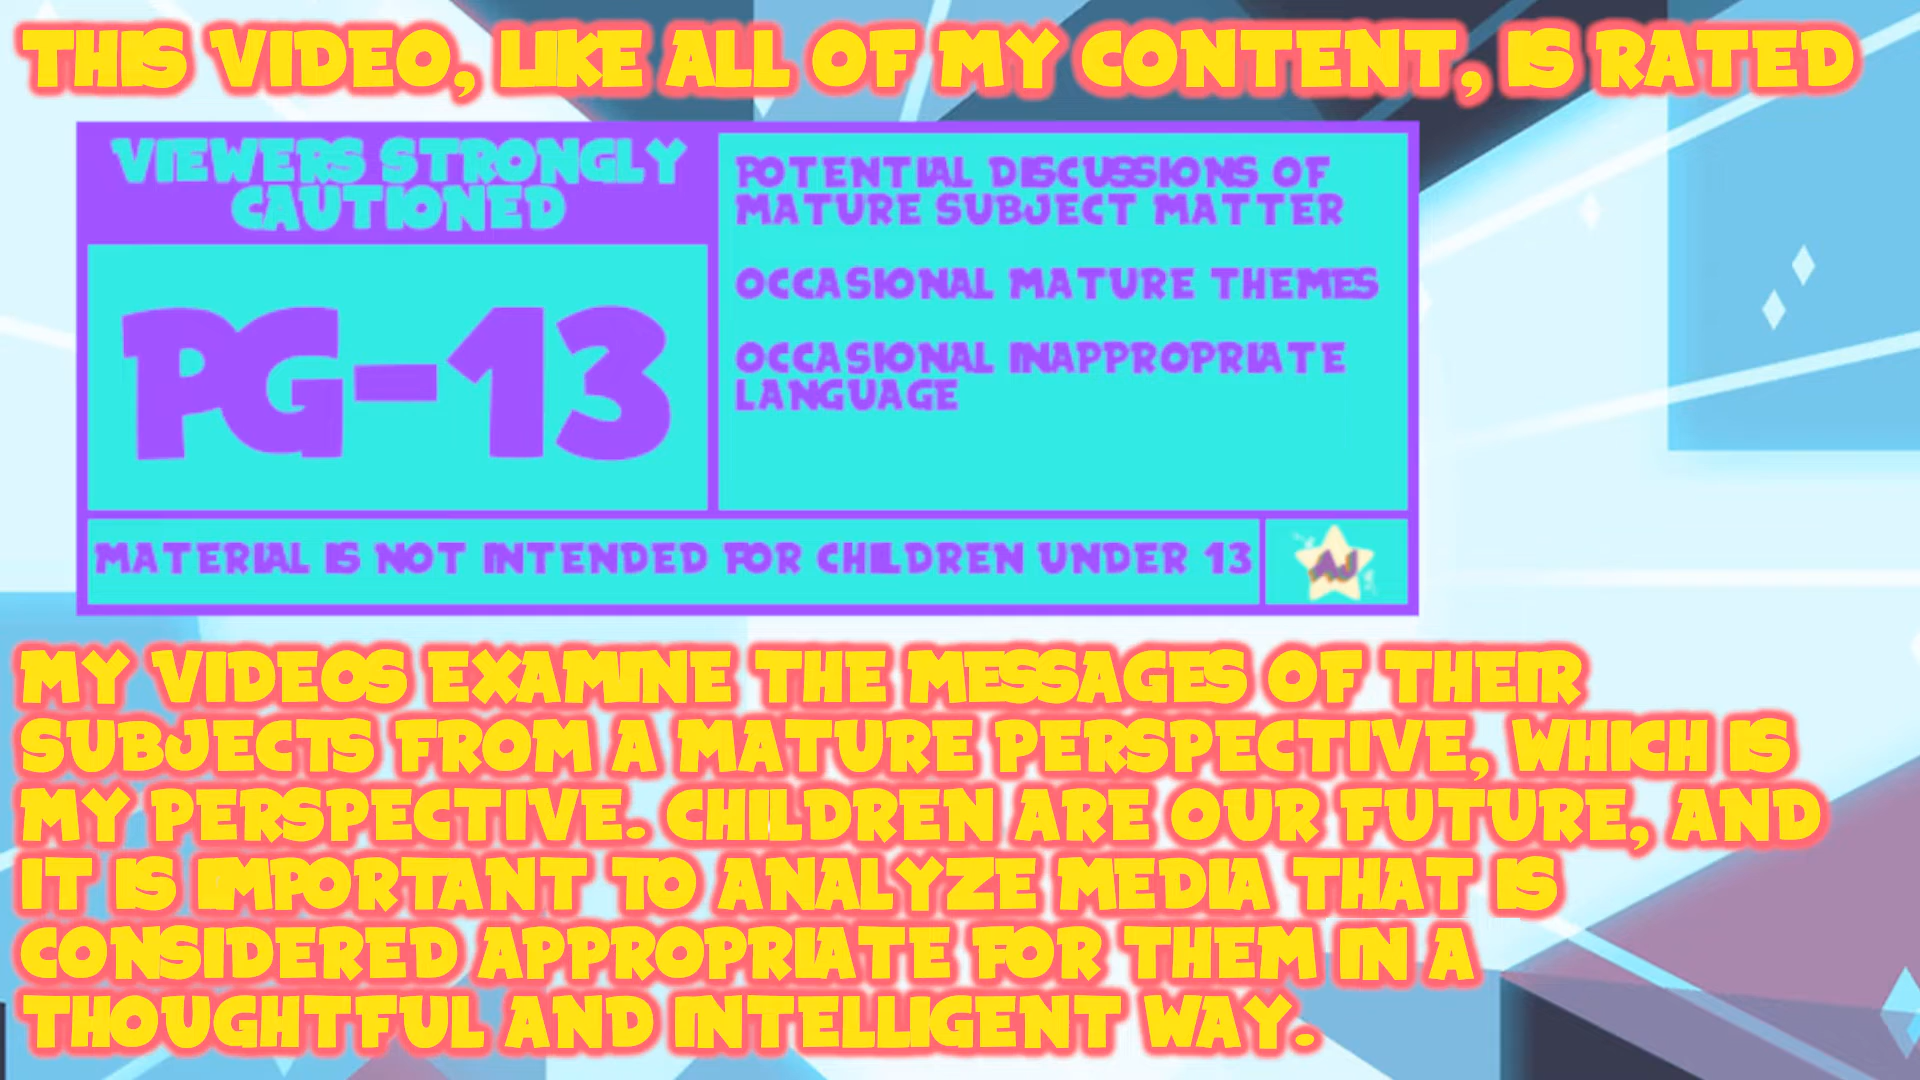 THIS VIDEO, LIKE ALL OF MY CONTENT, IS RATED
VIEWERS STRONGLY
CAUTIONED
PG-13
POTENTIAL DISCUSSIONS OF
MATURE SUBJECT MATTER
OCCASIONAL MATURE THEMES
OCCASIONAL INAPPROPRIATE
LANGUAGE
MATERIAL IS NOT INTENDED FOR CHILDREN UNDER 13
AJ
MY VIDEOS EXAMINE THE MESSAGES OF THEIR
SUBJECTS FROM A MATURE PERSPECTIVE, WHICH IS
MY PERSPECTIVE. CHILDREN ARE OUR FUTURE, AND
IT IS IMPORTANT TO ANALYZE MEDIA THAT IS
CONSIDERED APPROPRIATE FOR THEM IN A
THOUGHTFUL AND INTELLIGENT WAY.